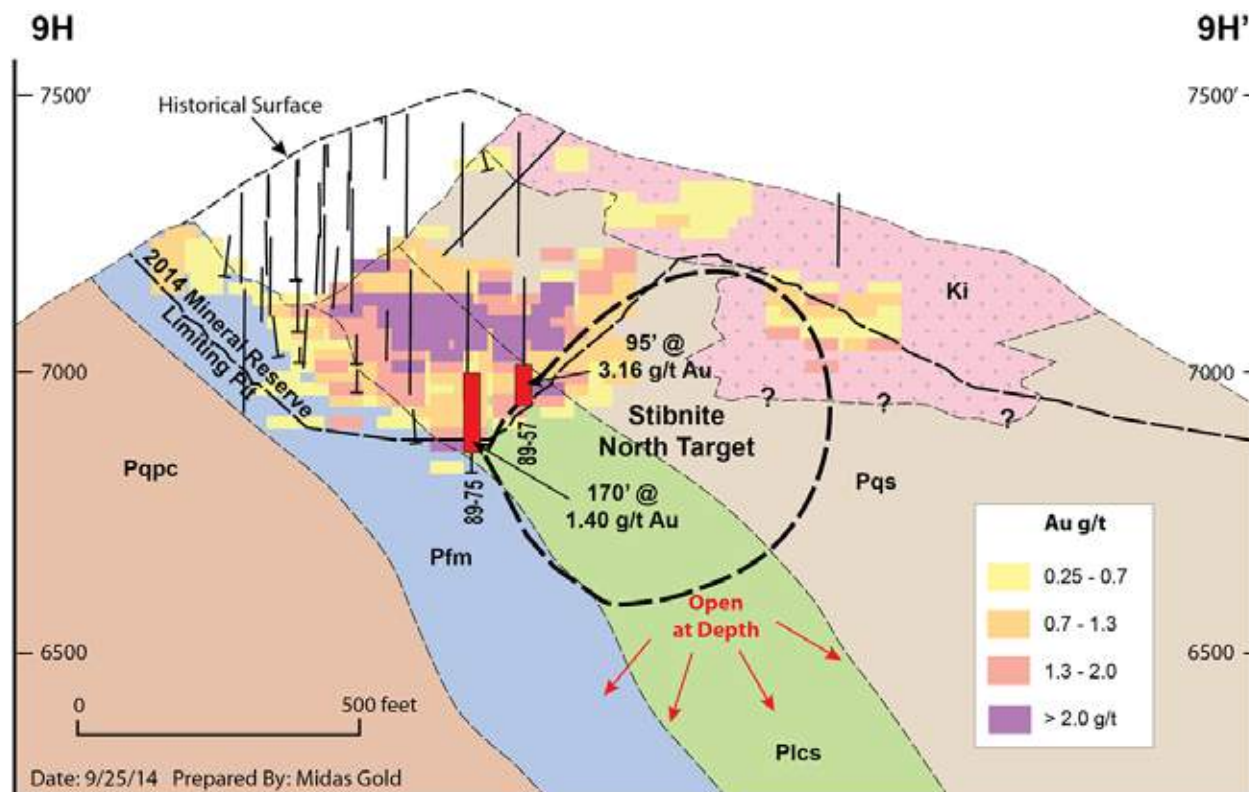 9H
9H'
7500'
7500'
Historical Surface
2014 Mineral Reserve
Limiting Pit
Ki
7000
7000
95' @
3.16 g/t Au
Stibnite
North Target
?
?
?
89-57
89-75
170' @
1.40 g/t Au
Pqpc
Pfm
Pqs
Au g/t
0.25 - 0.7
0.7 - 1.3
1.3 - 2.0
> 2.0 g/t
Open
at Depth
6500
6500
0
500 feet
Plcs
Date: 9/25/14 Prepared By: Midas Gold